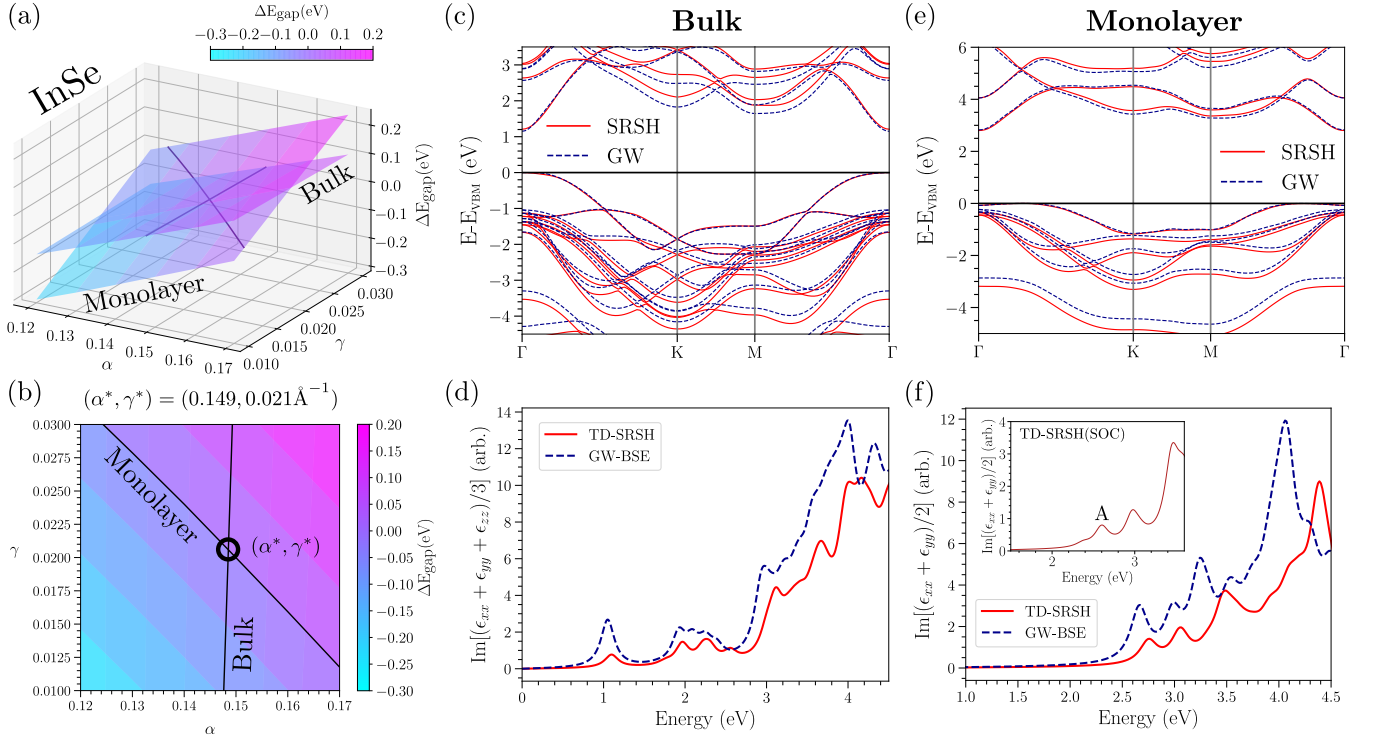 (a)
ΔEgap(eV)
−0.3−0.2−0.1 0.0 0.1 0.2
InSe
0.2
0.1
0.0
−0.1
−0.2
−0.3
ΔEgap(eV)
Bulk
Monolayer
0.12
0.13
0.14
0.15
0.16
0.17
α
0.010
0.015
0.020
0.025
0.030
γ
(b)
(α*, γ*) = (0.149, 0.021Å⁻¹)
0.0300
0.0275
0.0250
0.0225
0.0200
0.0175
0.0150
0.0125
0.0100
γ
Monolayer
(α*, γ*)
Bulk
0.12 0.13 0.14 0.15 0.16 0.17
α
0.20
0.15
0.10
0.05
0.00
−0.05
−0.10
−0.15
−0.20
−0.25
−0.30
ΔEgap(eV)
(c)
Bulk
3
2
1
0
−1
−2
−3
−4
E-EVBM (eV)
SRSH
GW
Γ K M Γ
(d)
14
12
10
8
6
4
2
0
Im[(ϵxx + ϵyy + ϵzz)/3] (arb.)
TD-SRSH
GW-BSE
0 1 2 3 4
Energy (eV)
(e)
Monolayer
6
4
2
0
−2
−4
E-EVBM (eV)
SRSH
GW
Γ K M Γ
(f)
12
10
8
6
4
2
0
Im[(ϵxx + ϵyy)/2] (arb.)
TD-SRSH(SOC)
4
3
2
1
0
Im[(ϵxx + ϵyy)/2] (arb.)
A
2 3
Energy (eV)
TD-SRSH
GW-BSE
1.0 1.5 2.0 2.5 3.0 3.5 4.0 4.5
Energy (eV)